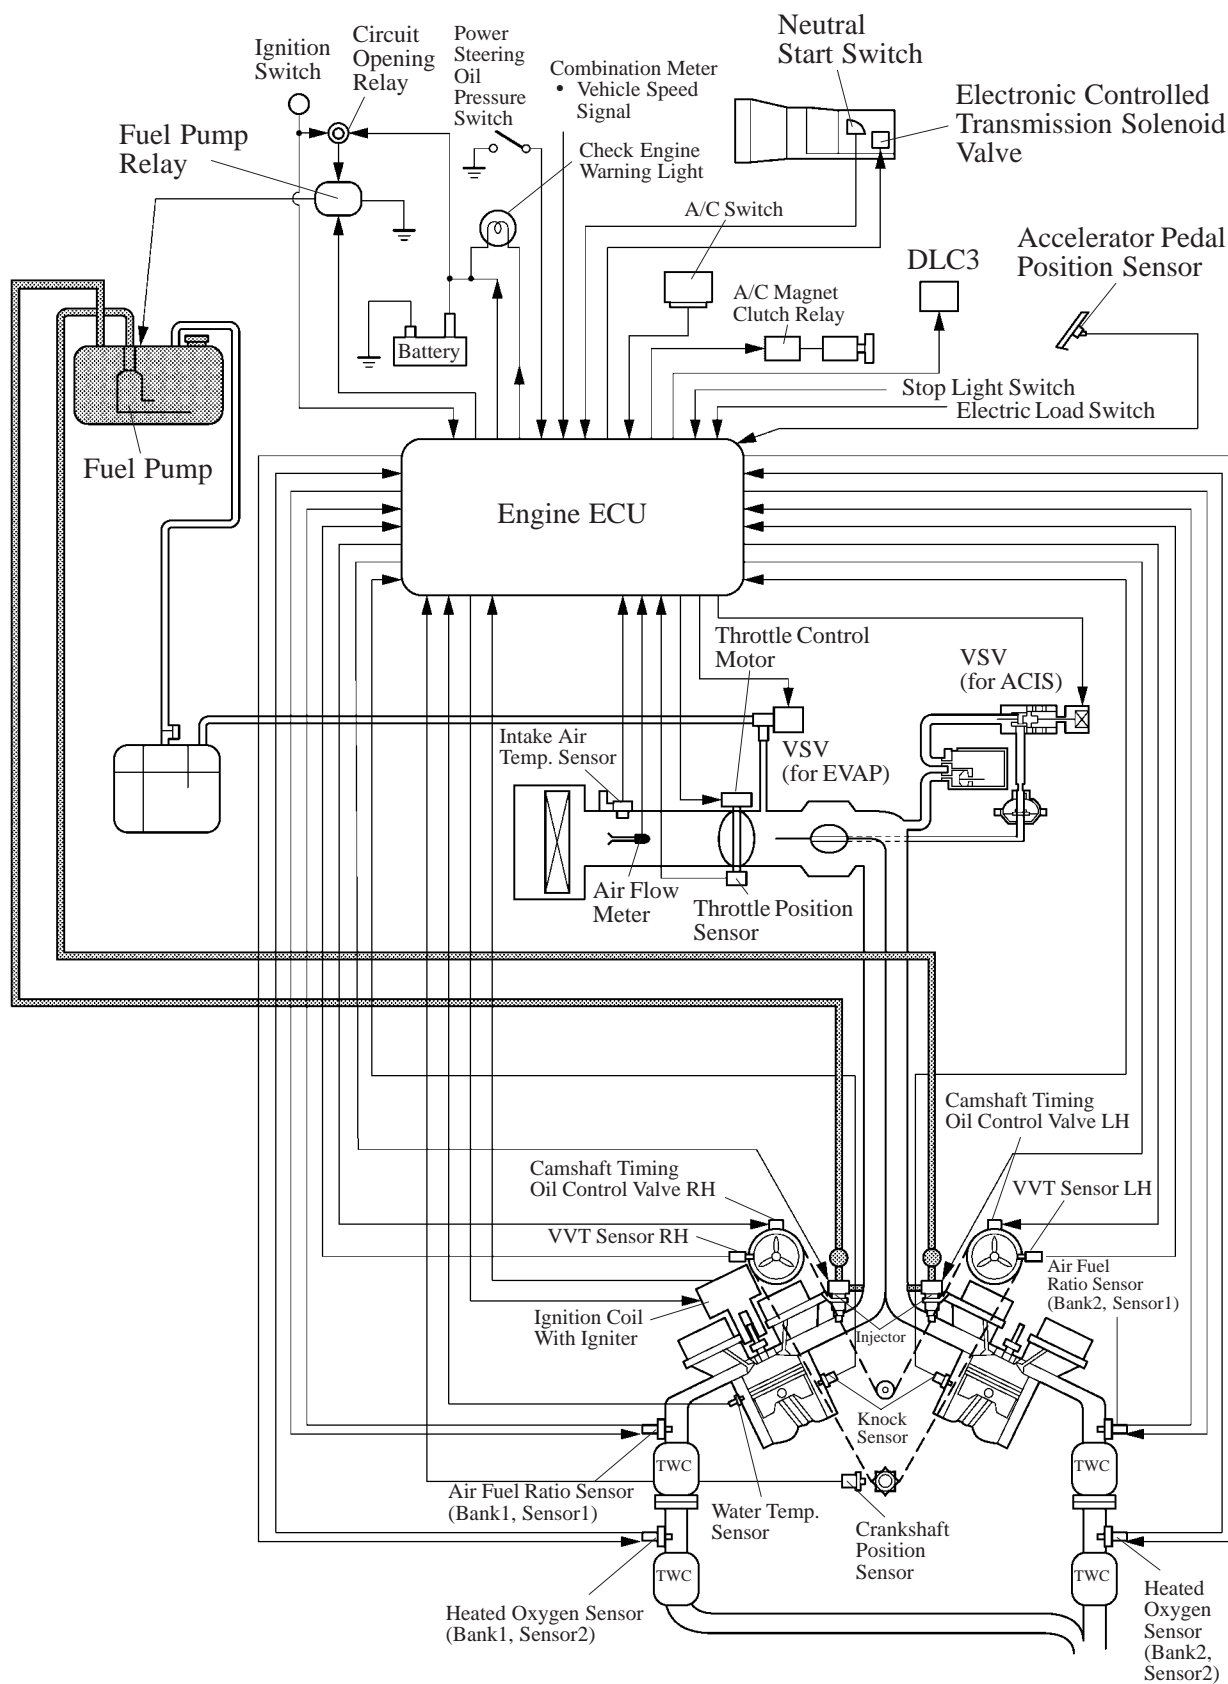 Neutral
Start Switch
Ignition
Switch
Circuit
Opening
Relay
Power
Steering
Oil
Pressure
Switch
Combination Meter
• Vehicle Speed
Signal
Electronic Controlled
Transmission Solenoid
Valve
Fuel Pump
Relay
Check Engine
Warning Light
A/C Switch
Accelerator Pedal
Position Sensor
DLC3
A/C Magnet
Clutch Relay
Battery
Stop Light Switch
Electric Load Switch
Fuel Pump
Engine ECU
Throttle Control
Motor
VSV
(for ACIS)
Intake Air
Temp. Sensor
VSV
(for EVAP)
Air Flow
Meter
Throttle Position
Sensor
Camshaft Timing
Oil Control Valve LH
Camshaft Timing
Oil Control Valve RH
VVT Sensor LH
VVT Sensor RH
Air Fuel
Ratio Sensor
(Bank2, Sensor1)
Ignition Coil
With Igniter
Injector
Knock
Sensor
TWC
TWC
Air Fuel Ratio Sensor
(Bank1, Sensor1)
Water Temp.
Sensor
Crankshaft
Position
Sensor
TWC
TWC
Heated Oxygen Sensor
(Bank1, Sensor2)
Heated
Oxygen
Sensor
(Bank2,
Sensor2)